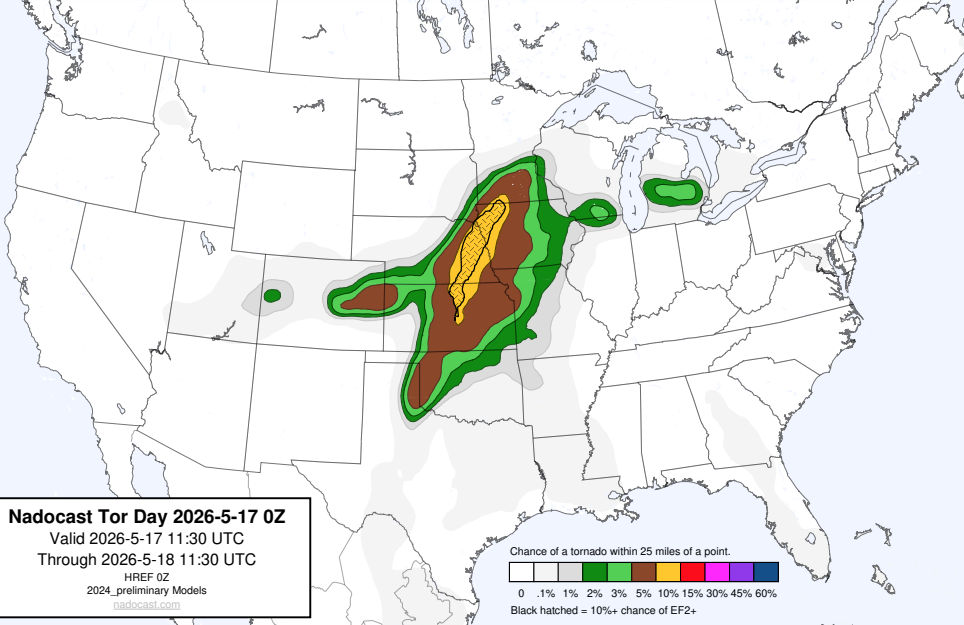 Nadocast Tor Day 2026-5-17 0Z
Valid 2026-5-17 11:30 UTC
Through 2026-5-18 11:30 UTC
HREF 0Z
2024_preliminary Models
nadocast.com
Chance of a tornado within 25 miles of a point.
0 .1% 1% 2% 3% 5% 10% 15% 30% 45% 60%
Black hatched = 10%+ chance of EF2+